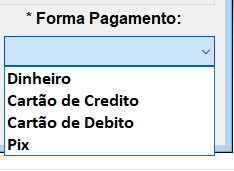 * Forma Pagamento:
Dinheiro
Cartão de Credito
Cartão de Debito
Pix